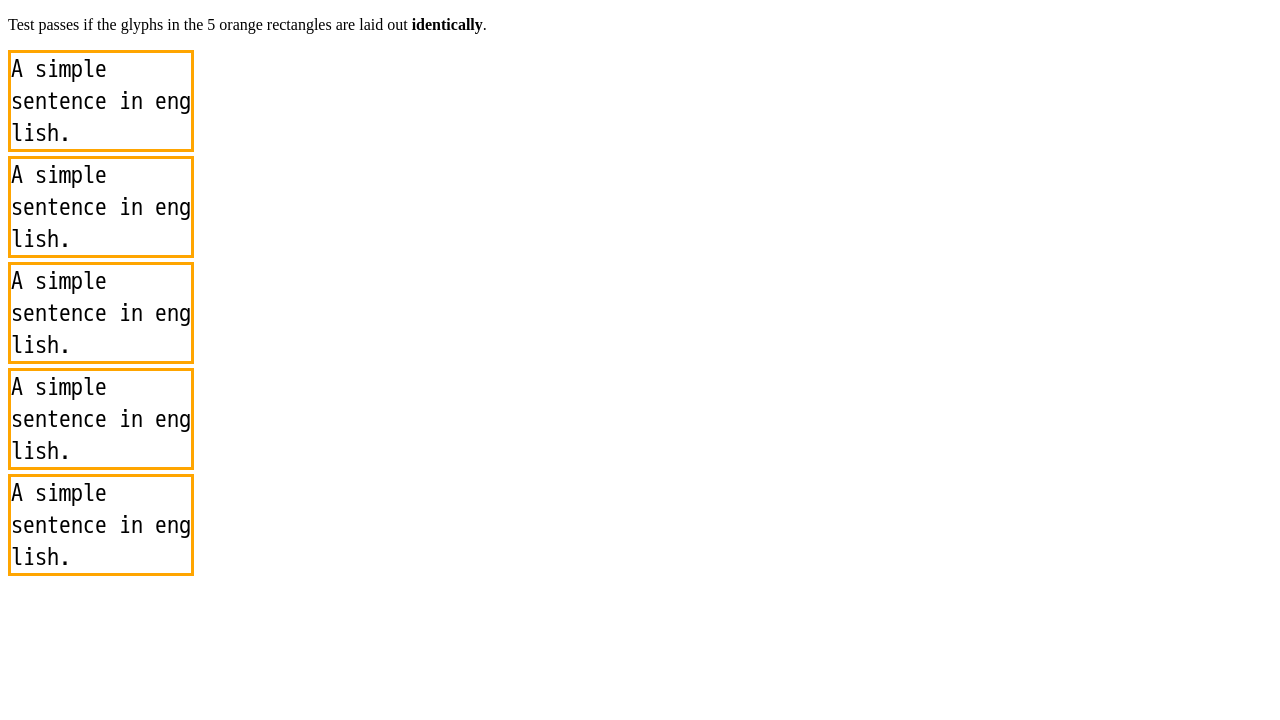 Test passes if the glyphs in the 5 orange rectangles are laid out identically.
A simple
sentence in eng
lish.
A simple
sentence in eng
lish.
A simple
sentence in eng
lish.
A simple
sentence in eng
lish.
A simple
sentence in eng
lish.